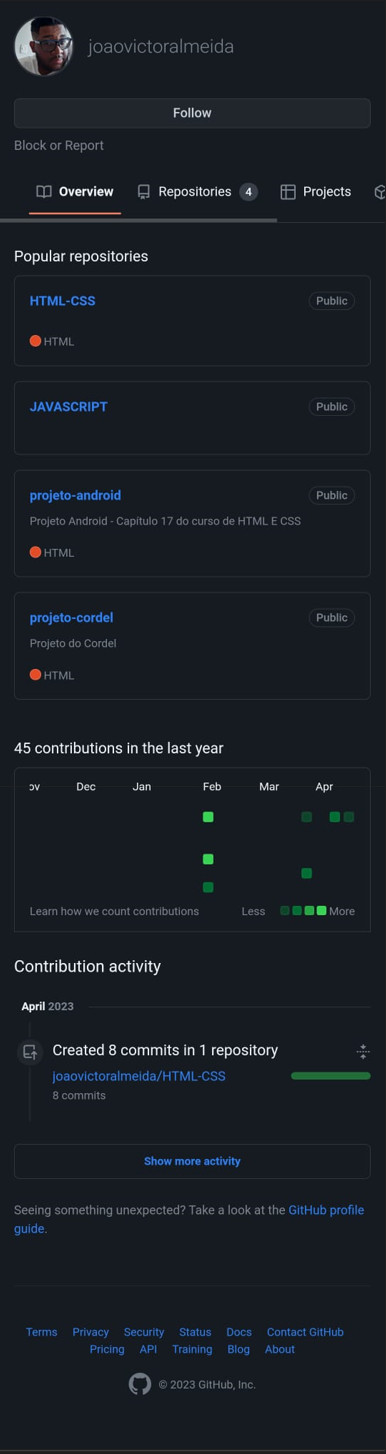 joaovictoralmeida
Follow
Block or Report
Overview Repositories 4 Projects
Popular repositories
HTML-CSS Public
HTML
JAVASCRIPT Public
projeto-android Public
Projeto Android - Capítulo 17 do curso de HTML E CSS
HTML
projeto-cordel Public
Projeto do Cordel
HTML
45 contributions in the last year
ov Dec Jan Feb Mar Apr
Learn how we count contributions Less More
Contribution activity
April 2023
Created 8 commits in 1 repository
joaovictoralmeida/HTML-CSS
8 commits
Show more activity
Seeing something unexpected? Take a look at the GitHub profile
guide.
Terms Privacy Security Status Docs Contact GitHub
Pricing API Training Blog About
© 2023 GitHub, Inc.